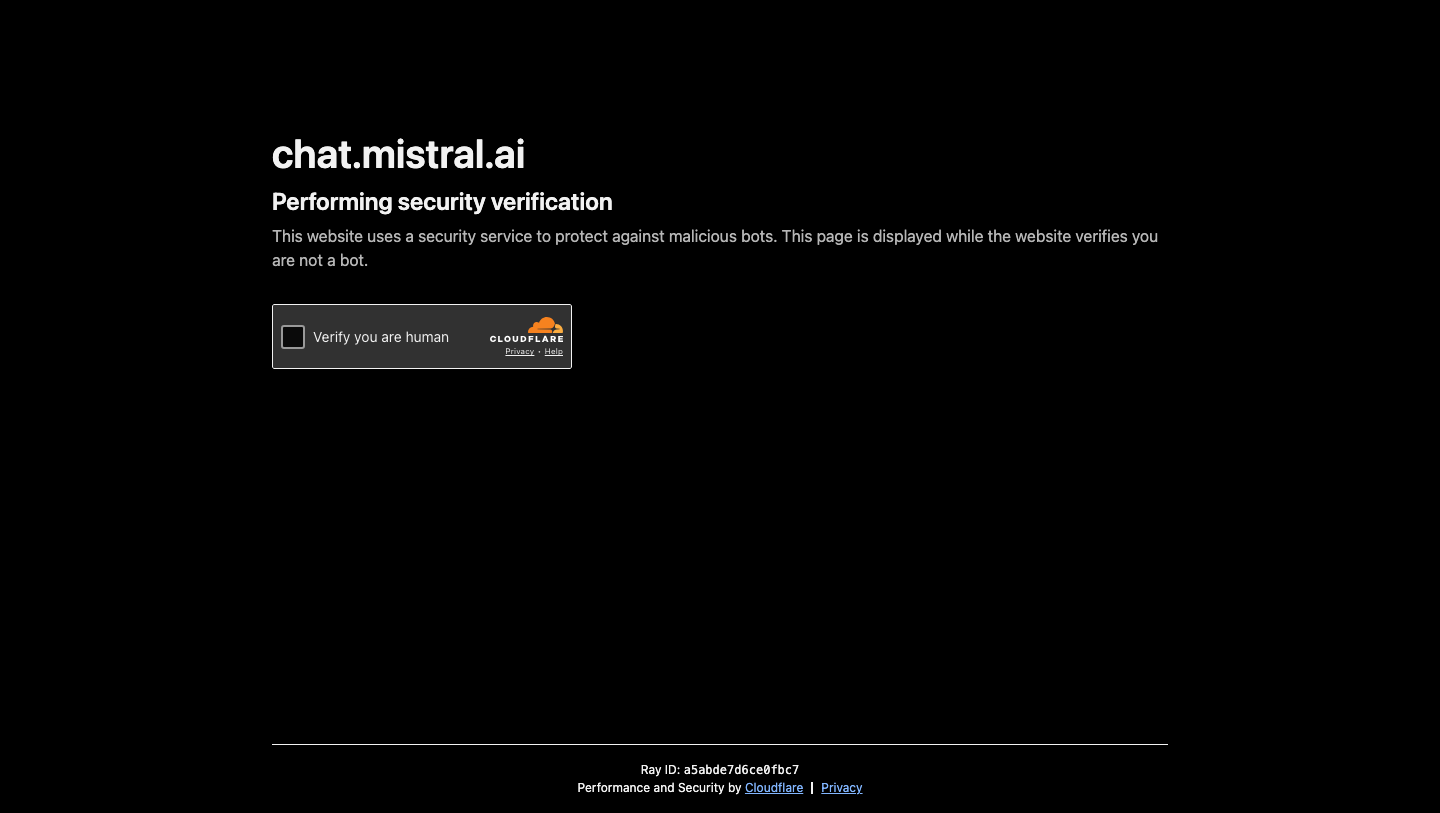 chat.mistral.ai
Performing security verification
This website uses a security service to protect against malicious bots. This page is displayed while the website verifies you
are not a bot.
Verify you are human
CLOUDFLARE
Privacy • Help
Ray ID: a5abde7d6ce0fbc7
Performance and Security by Cloudflare | Privacy